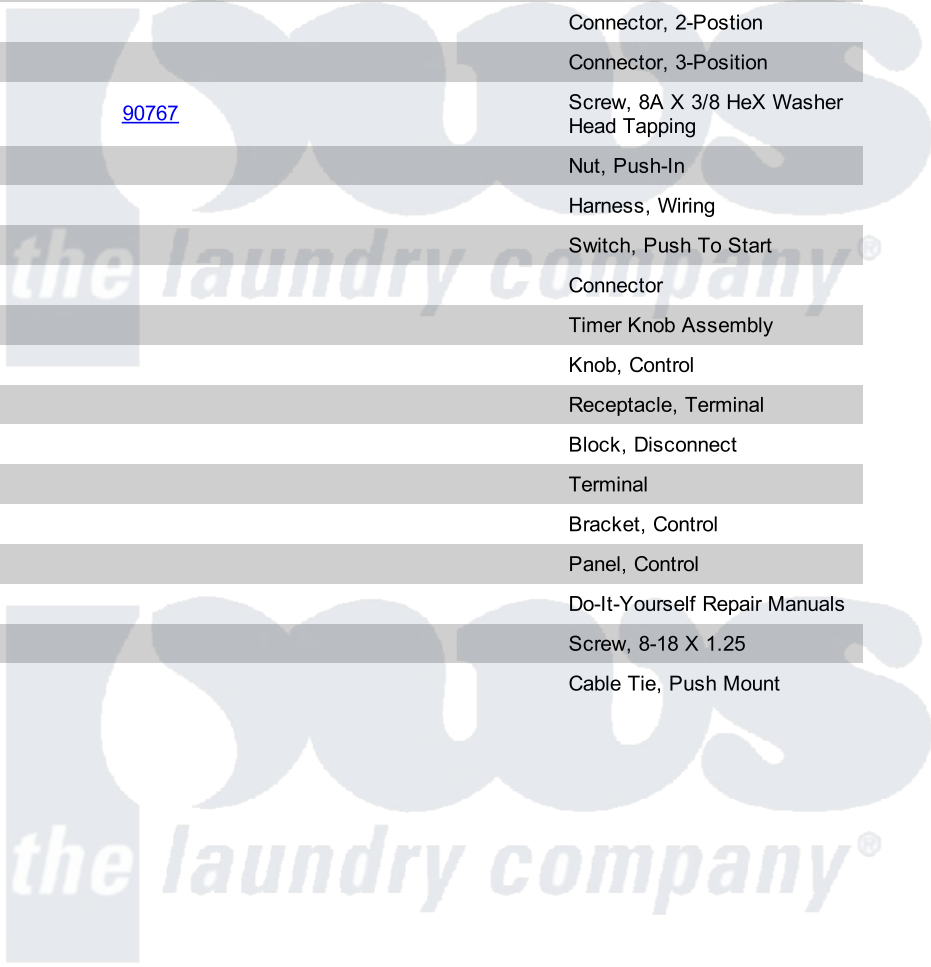 Connector, 2-Postion
Connector, 3-Position
90767
Screw, 8A X 3/8 HeX Washer
Head Tapping
Nut, Push-In
Harness, Wiring
Switch, Push To Start
Connector
Timer Knob Assembly
Knob, Control
Receptacle, Terminal
Block, Disconnect
Terminal
Bracket, Control
Panel, Control
Do-It-Yourself Repair Manuals
Screw, 8-18 X 1.25
Cable Tie, Push Mount
pws
the laundry company®
pws
the laundry company®